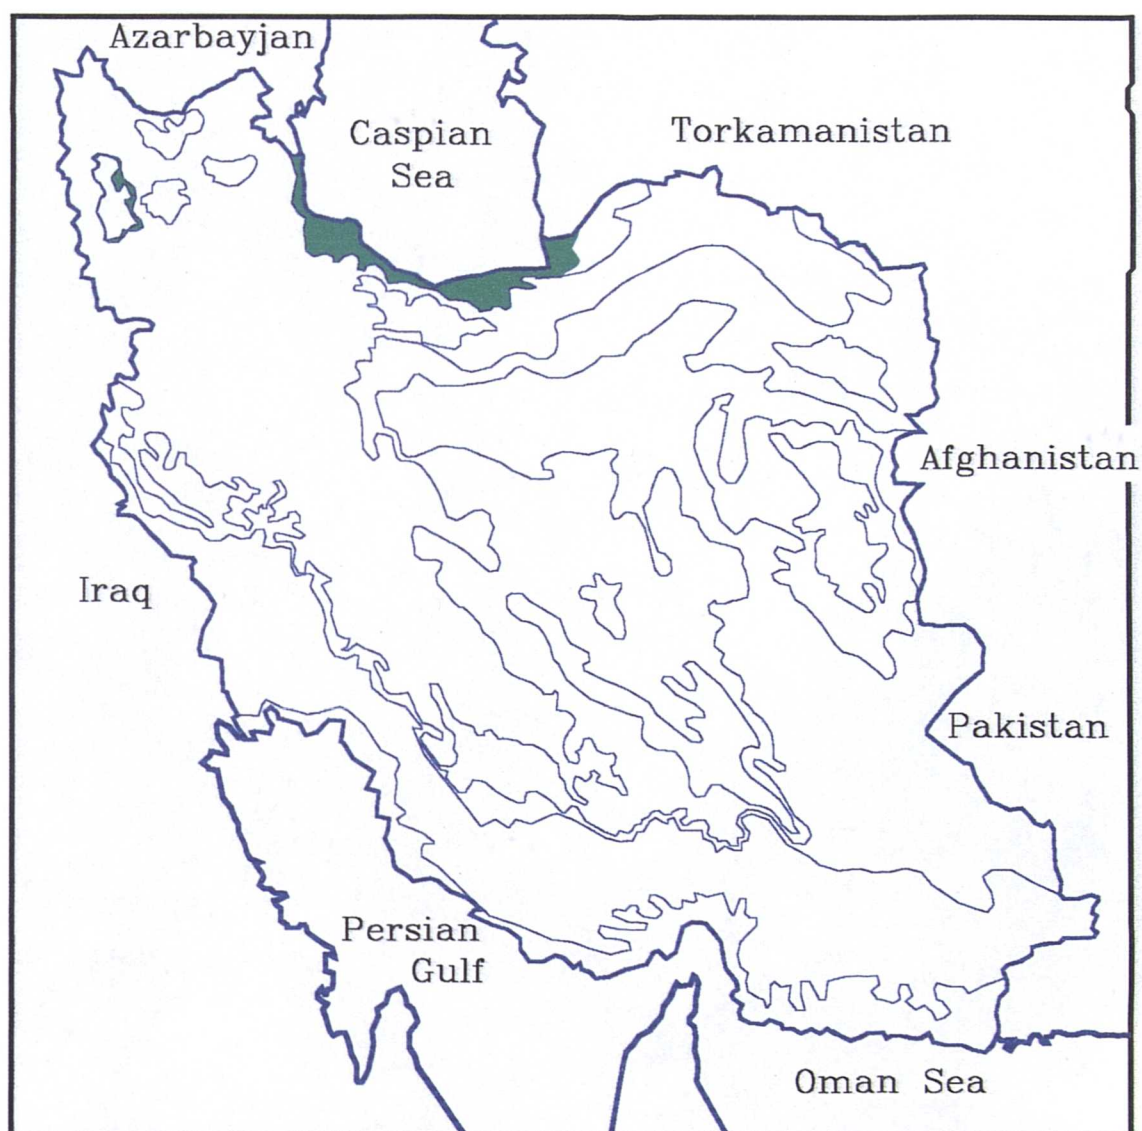 Azarbayjan
Caspian
Sea
Torkamanistan
Afghanistan
Iraq
Pakistan
Persian
Gulf
Oman Sea